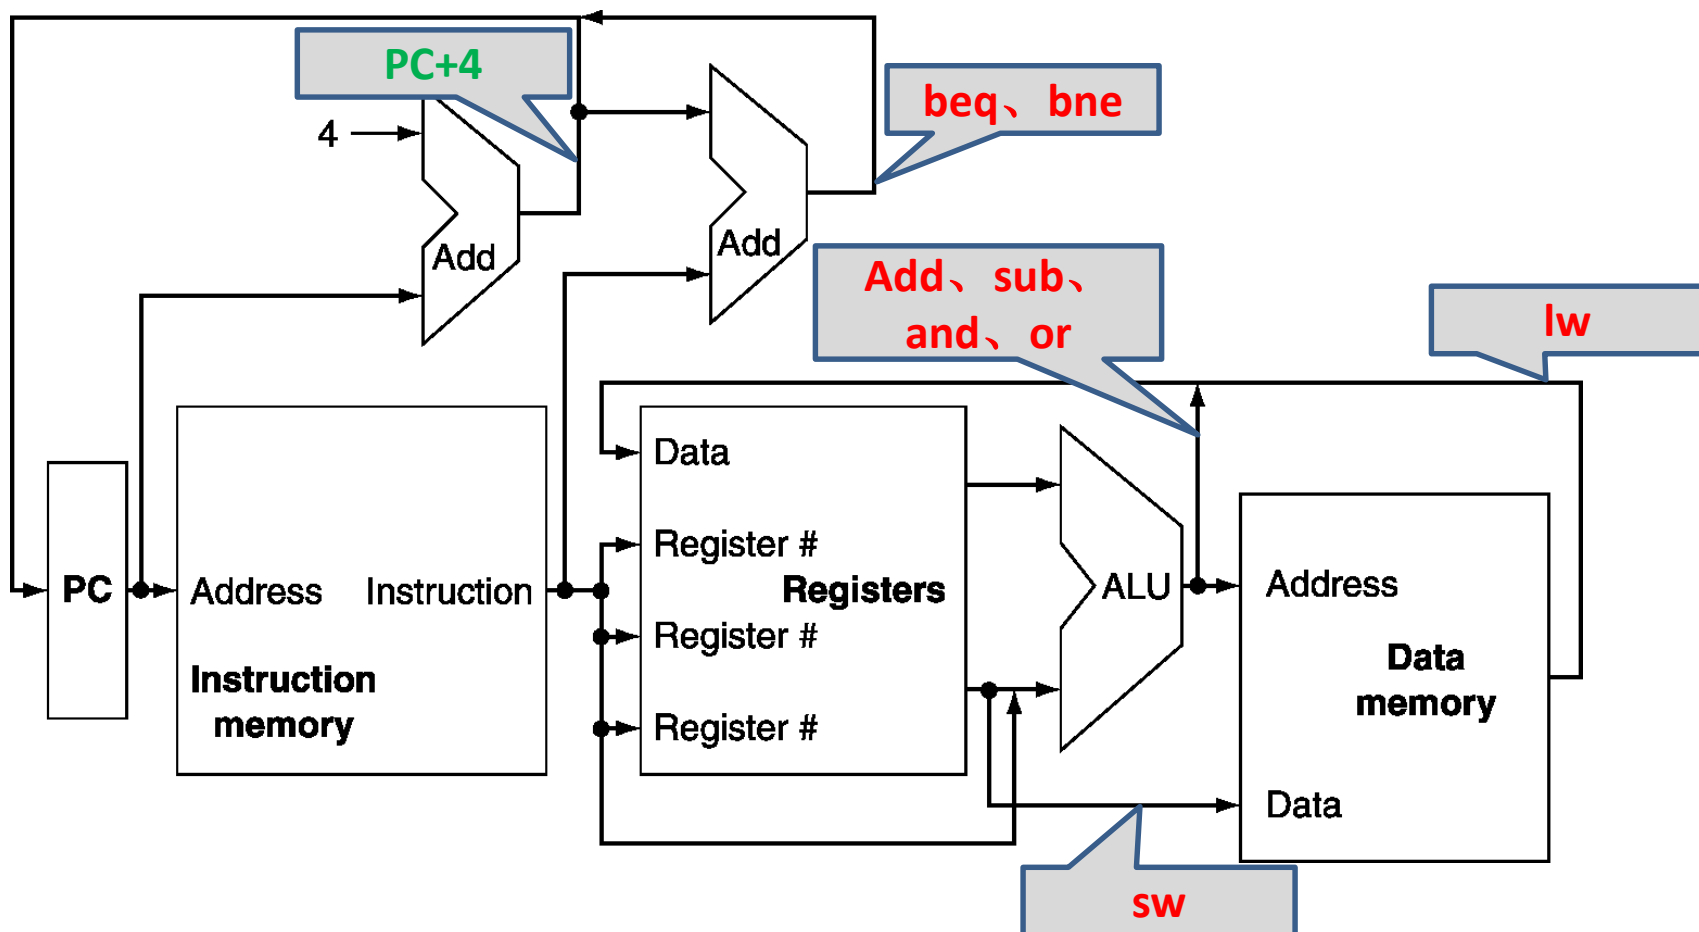 PC+4
beq、bne
4
Add
Add
Add、sub、
and、or
lw
Data
Register #
PC
Address
Instruction
Registers
ALU
Address
Register #
Instruction
memory
Data
memory
Register #
Data
sw